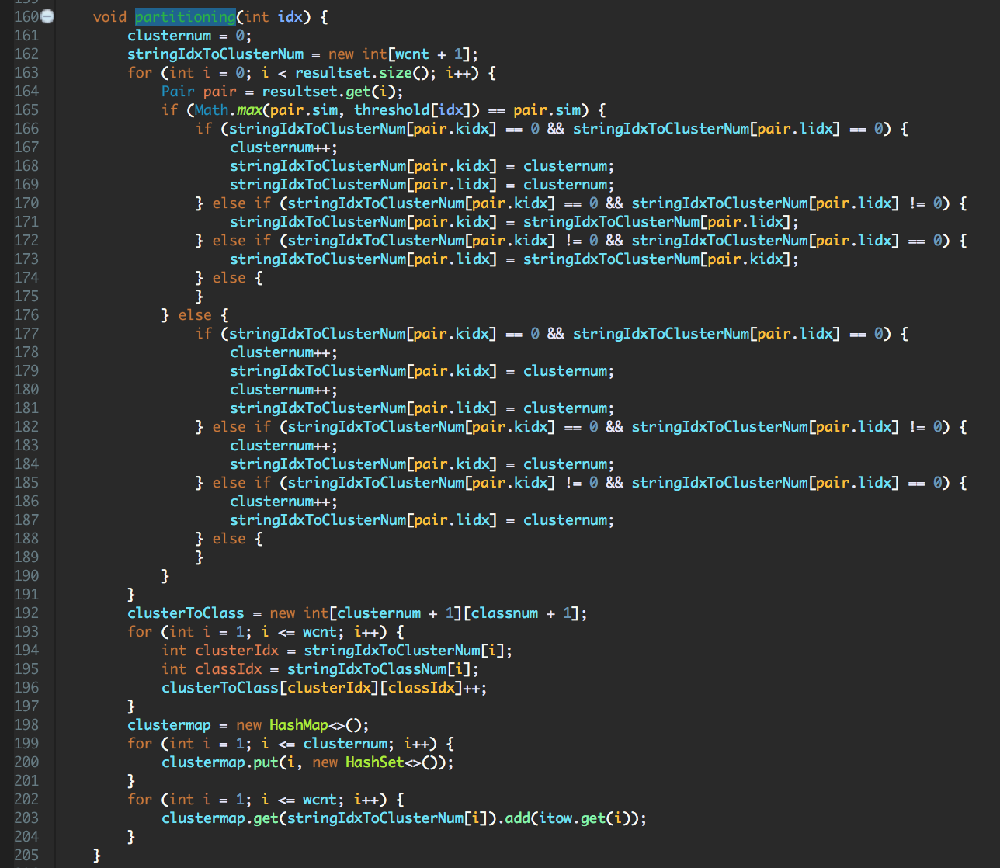 160 void partitioning(int idx) {
161 clusternum = 0;
162 stringIdxToClusterNum = new int[wcnt + 1];
163 for (int i = 0; i < resultset.size(); i++) {
164 Pair pair = resultset.get(i);
165 if (Math.max(pair.sim, threshold[idx]) == pair.sim) {
166 if (stringIdxToClusterNum[pair.kidx] == 0 && stringIdxToClusterNum[pair.lidx] == 0) {
167 clusternum++;
168 stringIdxToClusterNum[pair.kidx] = clusternum;
169 stringIdxToClusterNum[pair.lidx] = clusternum;
170 } else if (stringIdxToClusterNum[pair.kidx] == 0 && stringIdxToClusterNum[pair.lidx] != 0) {
171 stringIdxToClusterNum[pair.kidx] = stringIdxToClusterNum[pair.lidx];
172 } else if (stringIdxToClusterNum[pair.kidx] != 0 && stringIdxToClusterNum[pair.lidx] == 0) {
173 stringIdxToClusterNum[pair.lidx] = stringIdxToClusterNum[pair.kidx];
174 } else {
175 }
176 } else {
177 if (stringIdxToClusterNum[pair.kidx] == 0 && stringIdxToClusterNum[pair.lidx] == 0) {
178 clusternum++;
179 stringIdxToClusterNum[pair.kidx] = clusternum;
180 clusternum++;
181 stringIdxToClusterNum[pair.lidx] = clusternum;
182 } else if (stringIdxToClusterNum[pair.kidx] == 0 && stringIdxToClusterNum[pair.lidx] != 0) {
183 clusternum++;
184 stringIdxToClusterNum[pair.kidx] = clusternum;
185 } else if (stringIdxToClusterNum[pair.kidx] != 0 && stringIdxToClusterNum[pair.lidx] == 0) {
186 clusternum++;
187 stringIdxToClusterNum[pair.lidx] = clusternum;
188 } else {
189 }
190 }
191 }
192 clusterToClass = new int[clusternum + 1][classnum + 1];
193 for (int i = 1; i <= wcnt; i++) {
194 int clusterIdx = stringIdxToClusterNum[i];
195 int classIdx = stringIdxToClassNum[i];
196 clusterToClass[clusterIdx][classIdx]++;
197 }
198 clustermap = new HashMap<>();
199 for (int i = 1; i <= clusternum; i++) {
200 clustermap.put(i, new HashSet<>());
201 }
202 for (int i = 1; i <= wcnt; i++) {
203 clustermap.get(stringIdxToClusterNum[i]).add(itow.get(i));
204 }
205 }